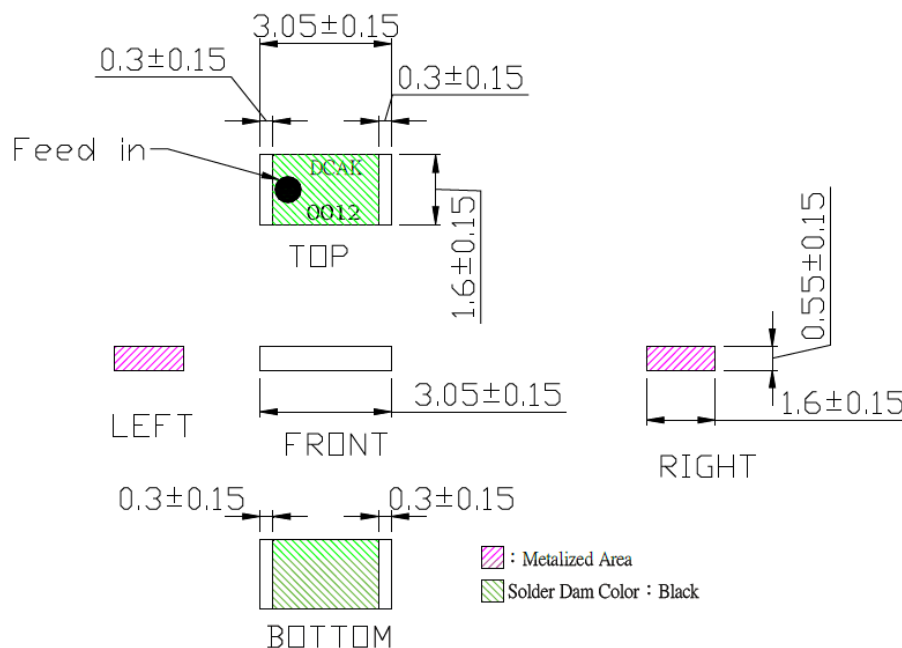 3.05±0.15
0.3±0.15
0.3±0.15
Feed in
DCAK
0012
TOP
1.6±0.15
0.55±0.15
LEFT
3.05±0.15
FRONT
1.6±0.15
RIGHT
0.3±0.15
0.3±0.15
: Metalized Area
Solder Dam Color : Black
BOTTOM